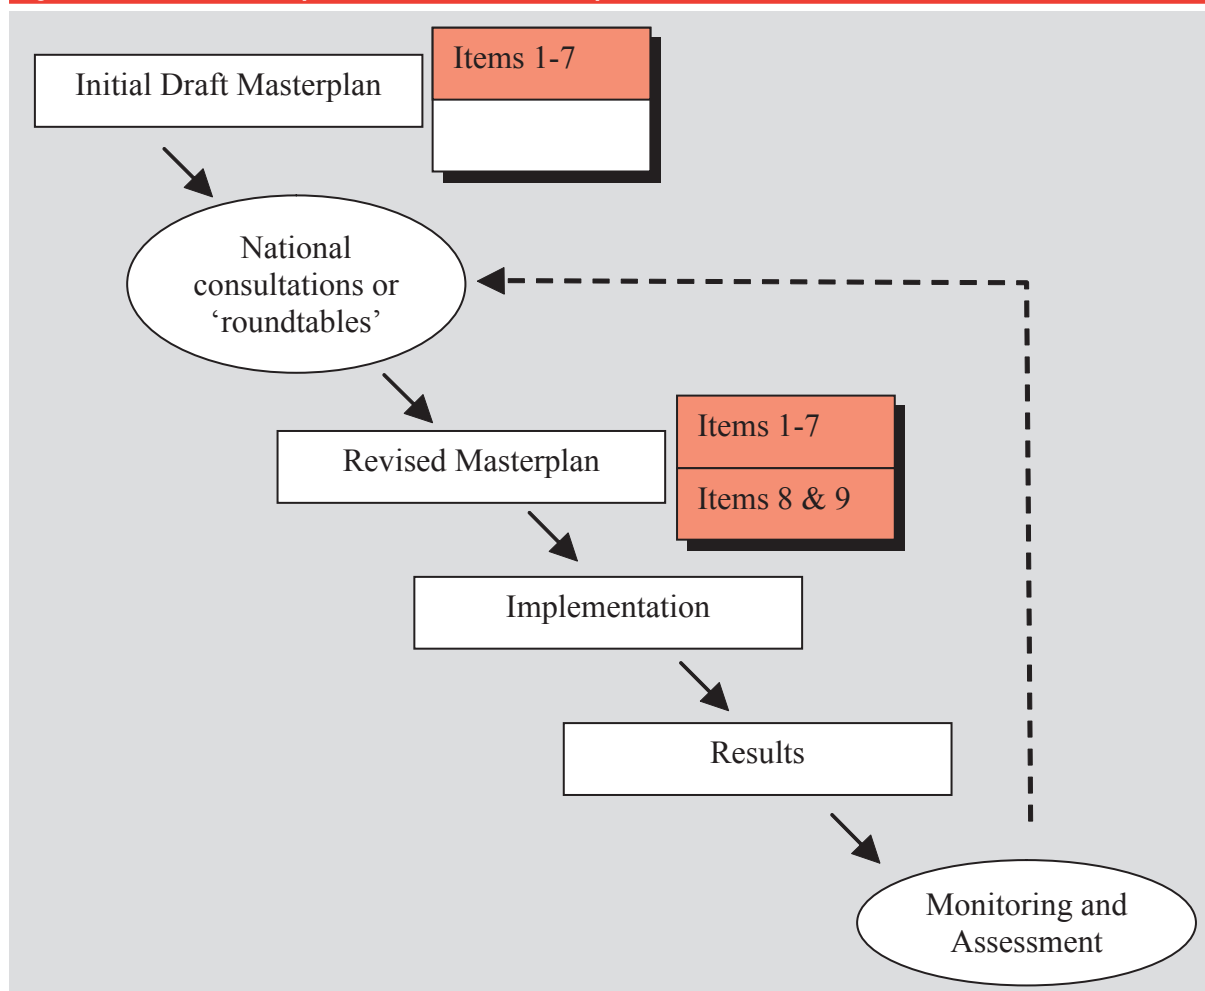 Initial Draft Masterplan
Items 1-7
National
consultations or
‘roundtables’
Items 1-7
Revised Masterplan
Items 8 & 9
Implementation
Results
Monitoring and
Assessment